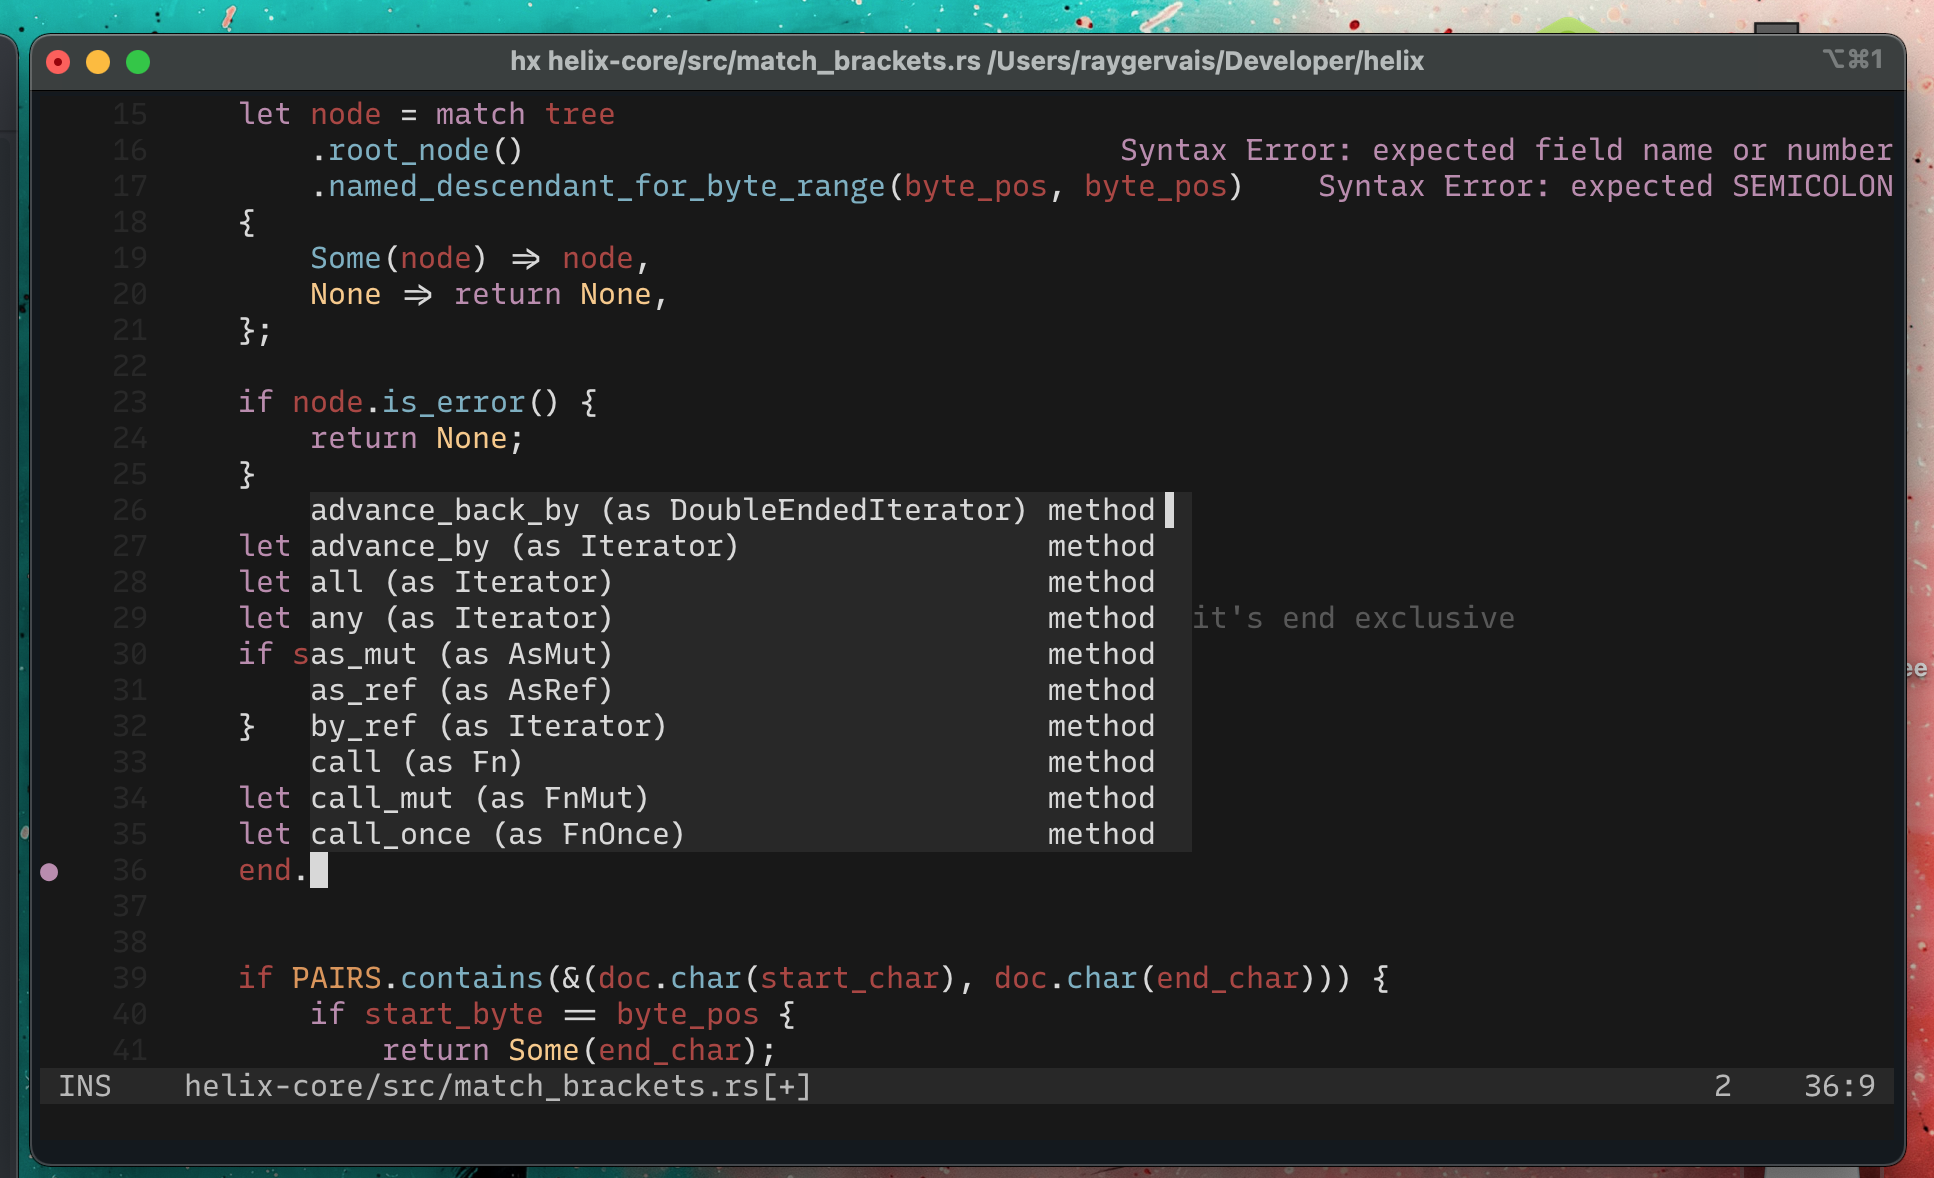 hx helix-core/src/match_brackets.rs /Users/raygervais/Developer/helix ⌥⌘1
15 let node = match tree
16 .root_node() Syntax Error: expected field name or number
17 .named_descendant_for_byte_range(byte_pos, byte_pos) Syntax Error: expected SEMICOLON
18 {
19 Some(node) => node,
20 None => return None,
21 };
22
23 if node.is_error() {
24 return None;
25 }
26 advance_back_by (as DoubleEndedIterator) method
27 let advance_by (as Iterator) method
28 let all (as Iterator) method
29 let any (as Iterator) method it's end exclusive
30 if sas_mut (as AsMut) method
31 as_ref (as AsRef) method
32 } by_ref (as Iterator) method
33 call (as Fn) method
34 let call_mut (as FnMut) method
35 let call_once (as FnOnce) method
36 end.
37
38
39 if PAIRS.contains(&(doc.char(start_char), doc.char(end_char))) {
40 if start_byte == byte_pos {
41 return Some(end_char);
INS helix-core/src/match_brackets.rs[+] 2 36:9
ee